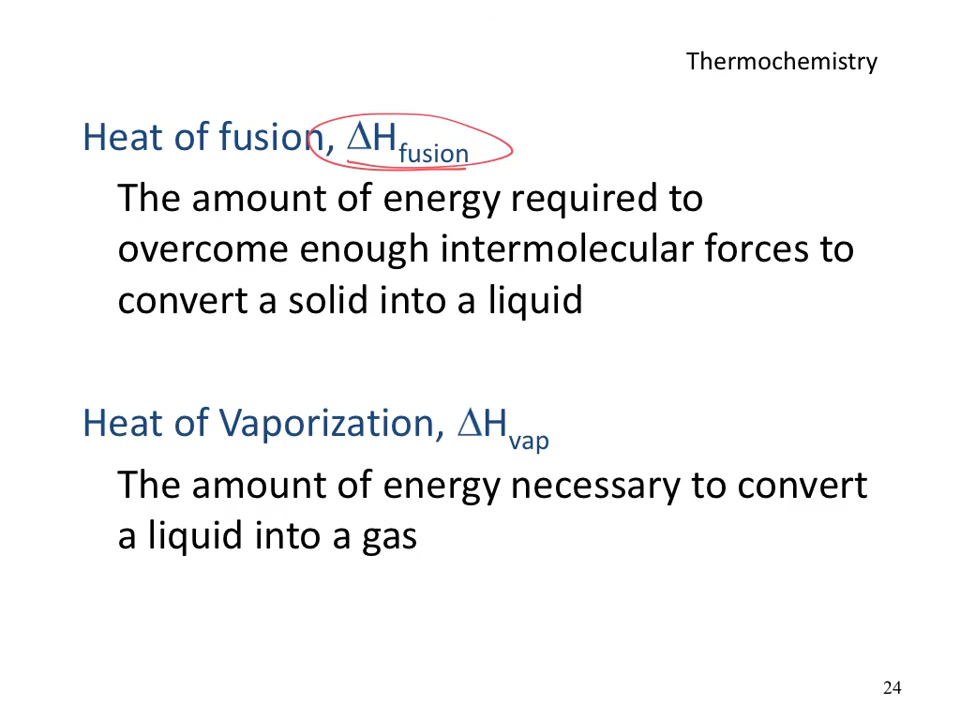 Thermochemistry
Heat of fusion, ΔHfusion
The amount of energy required to
overcome enough intermolecular forces to
convert a solid into a liquid
Heat of Vaporization, ΔHvap
The amount of energy necessary to convert
a liquid into a gas
24